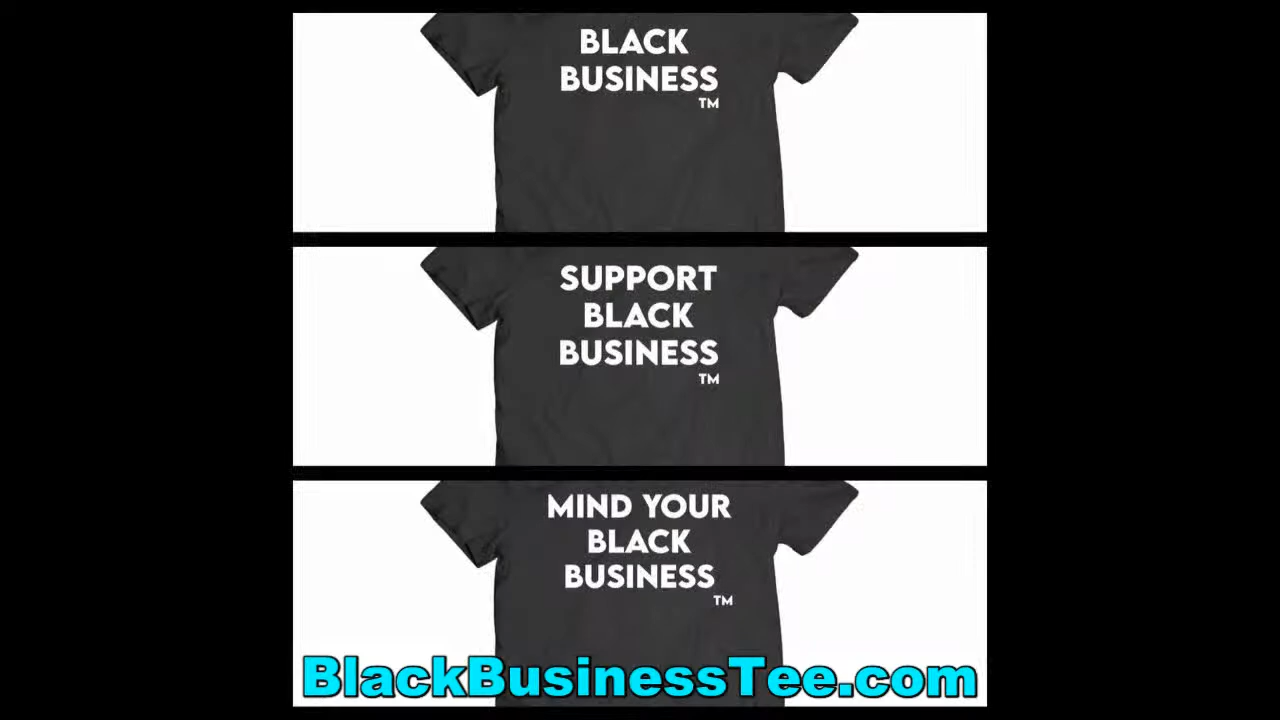 BLACK
BUSINESS
TM
SUPPORT
BLACK
BUSINESS
TM
MIND YOUR
BLACK
BUSINESS
TM
BlackBusinessTee.com